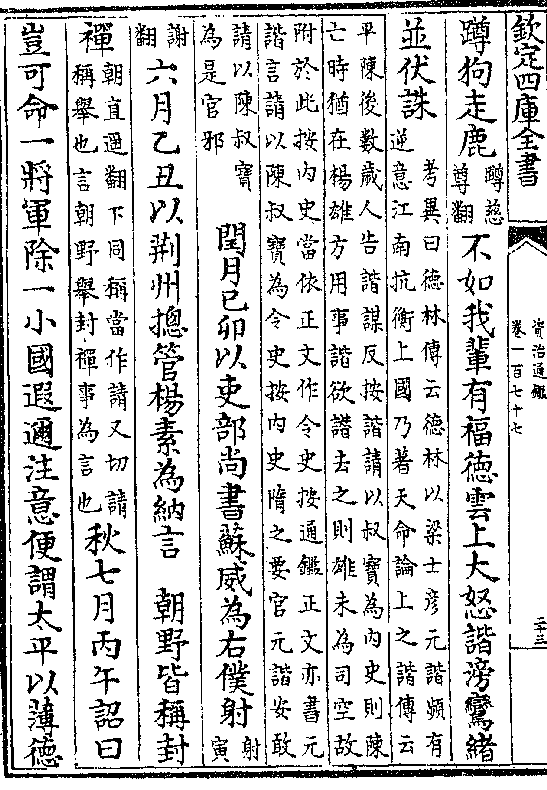 欽定四庫全書
資治通鑑
卷一百七十七
二十三
蹲狗走鹿
蹲慈
尊翻
不如我輩有福徳雲上大怒諧滂鸞緒
並伏誅
考異曰徳林傳云徳林以梁士彦元諧頻有
逆意江南抗衡上國乃著天命論上之諧傳云
平陳後數歳人告諧謀反按諧請以叔寳為内史則陳
亡時猶在楊雄方用事諧欲譖去之則雄未為司空故
附於此按内史當依正文作令史按通鑑正文亦書元
諧言請以陳叔寳為令史按内史隋之要官元諧安敢
請以陳叔寳
為是官邪
閏月己卯以吏部尚書蘇威為右僕射
射
寅
謝
翻
六月乙丑以荆州摠管楊素為納言 朝野皆稱封
禪
朝直遥翻下同稱當作請又切請
稱舉也言朝野舉封禪事為言也
秋七月丙午詔曰
豈可命一將軍除一小國遐邇注意便謂太平以薄徳